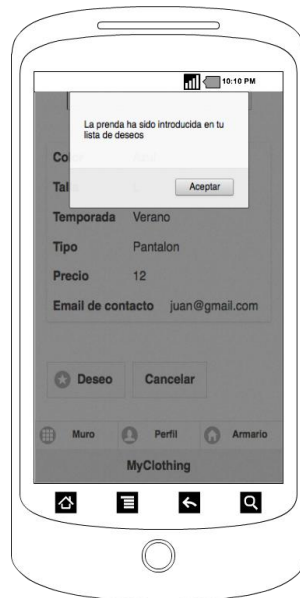 10:10 PM
La prenda ha sido introducida en tu
lista de deseos
Aceptar
Temporada Verano
Tipo Pantalon
Precio 12
Email de contacto juan@gmail.com
Deseo Cancelar
Muro Perfil Armario
MyClothing